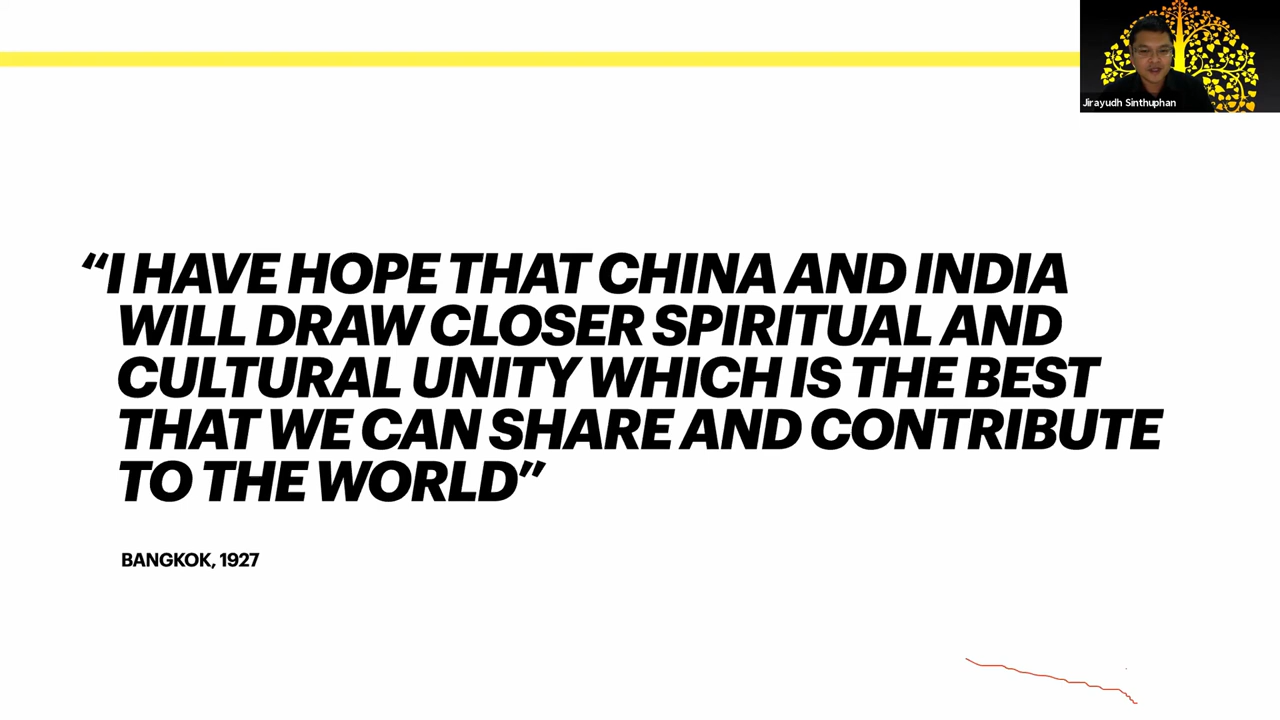 Jirayudh Sinthuphan
“I HAVE HOPE THAT CHINA AND INDIA
WILL DRAW CLOSER SPIRITUAL AND
CULTURAL UNITY WHICH IS THE BEST
THAT WE CAN SHARE AND CONTRIBUTE
TO THE WORLD”
BANGKOK, 1927